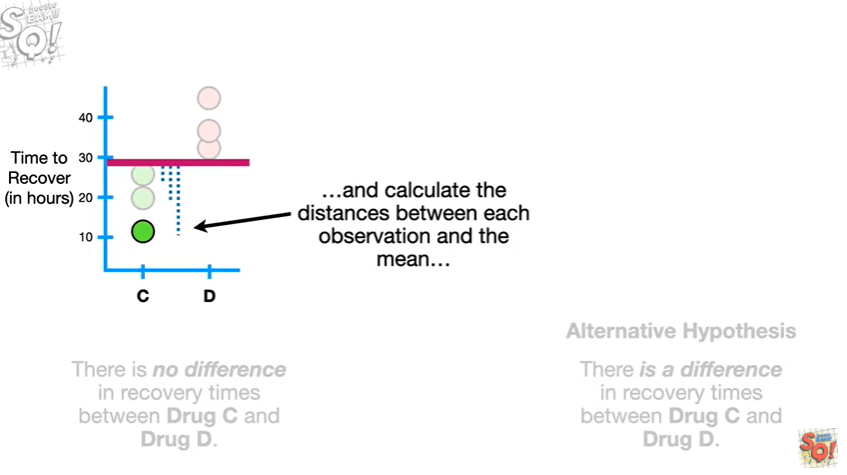 40
30
20
10
Time to
Recover
(in hours)
C
D
…and calculate the
distances between each
observation and the
mean…
There is no difference
in recovery times
between Drug C and
Drug D.
Alternative Hypothesis
There is a difference
in recovery times
between Drug C and
Drug D.